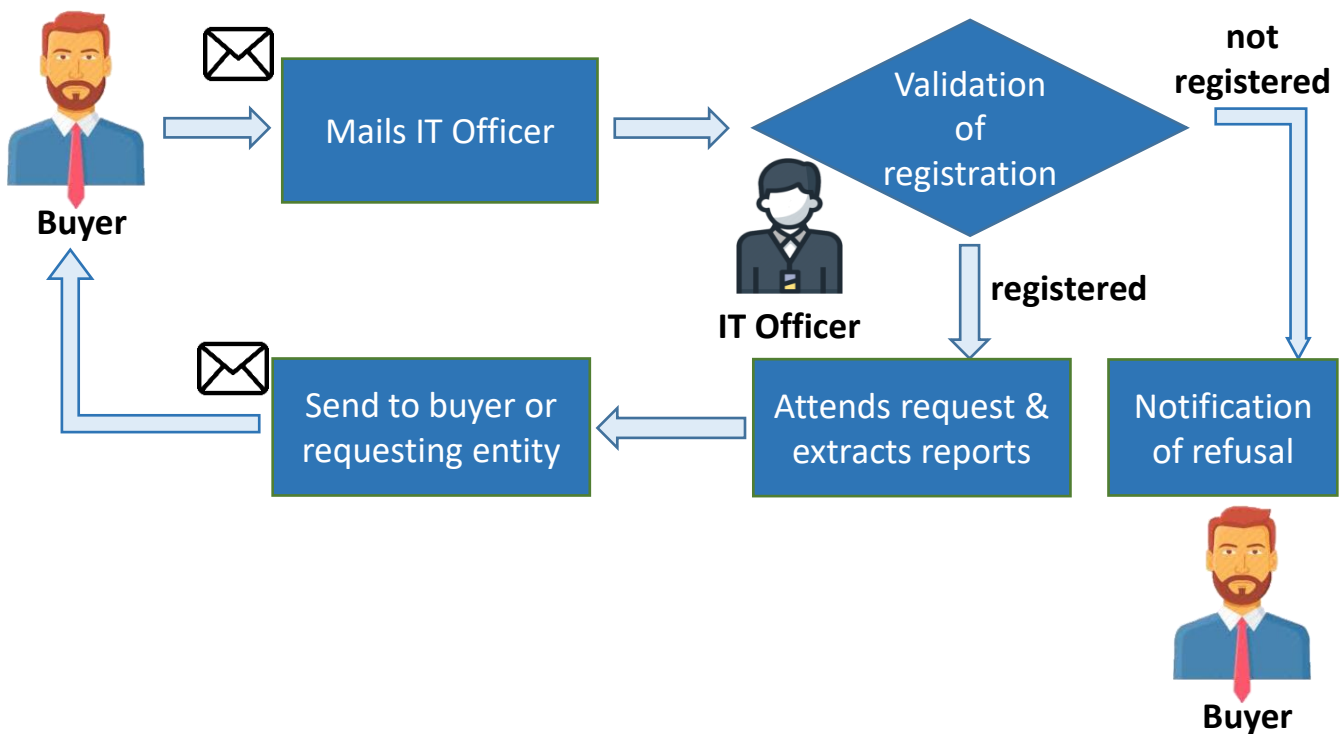 Buyer
Mails IT Officer
Validation
of
registration
not
registered
IT Officer
registered
Send to buyer or
requesting entity
Attends request &
extracts reports
Notification
of refusal
Buyer